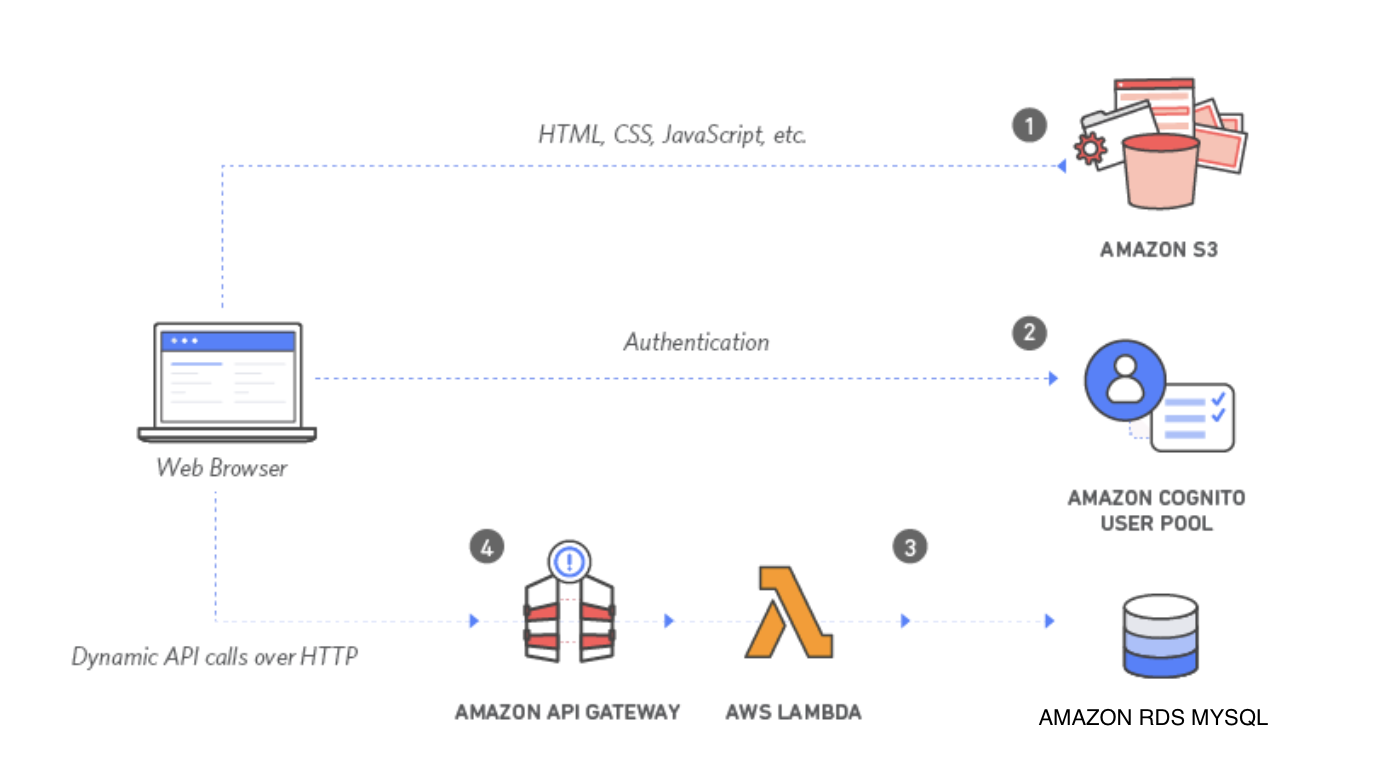 1
HTML, CSS, JavaScript, etc.
AMAZON S3
2
Authentication
Web Browser
AMAZON COGNITO
USER POOL
4
3
Dynamic API calls over HTTP
AMAZON API GATEWAY
AWS LAMBDA
AMAZON RDS MYSQL